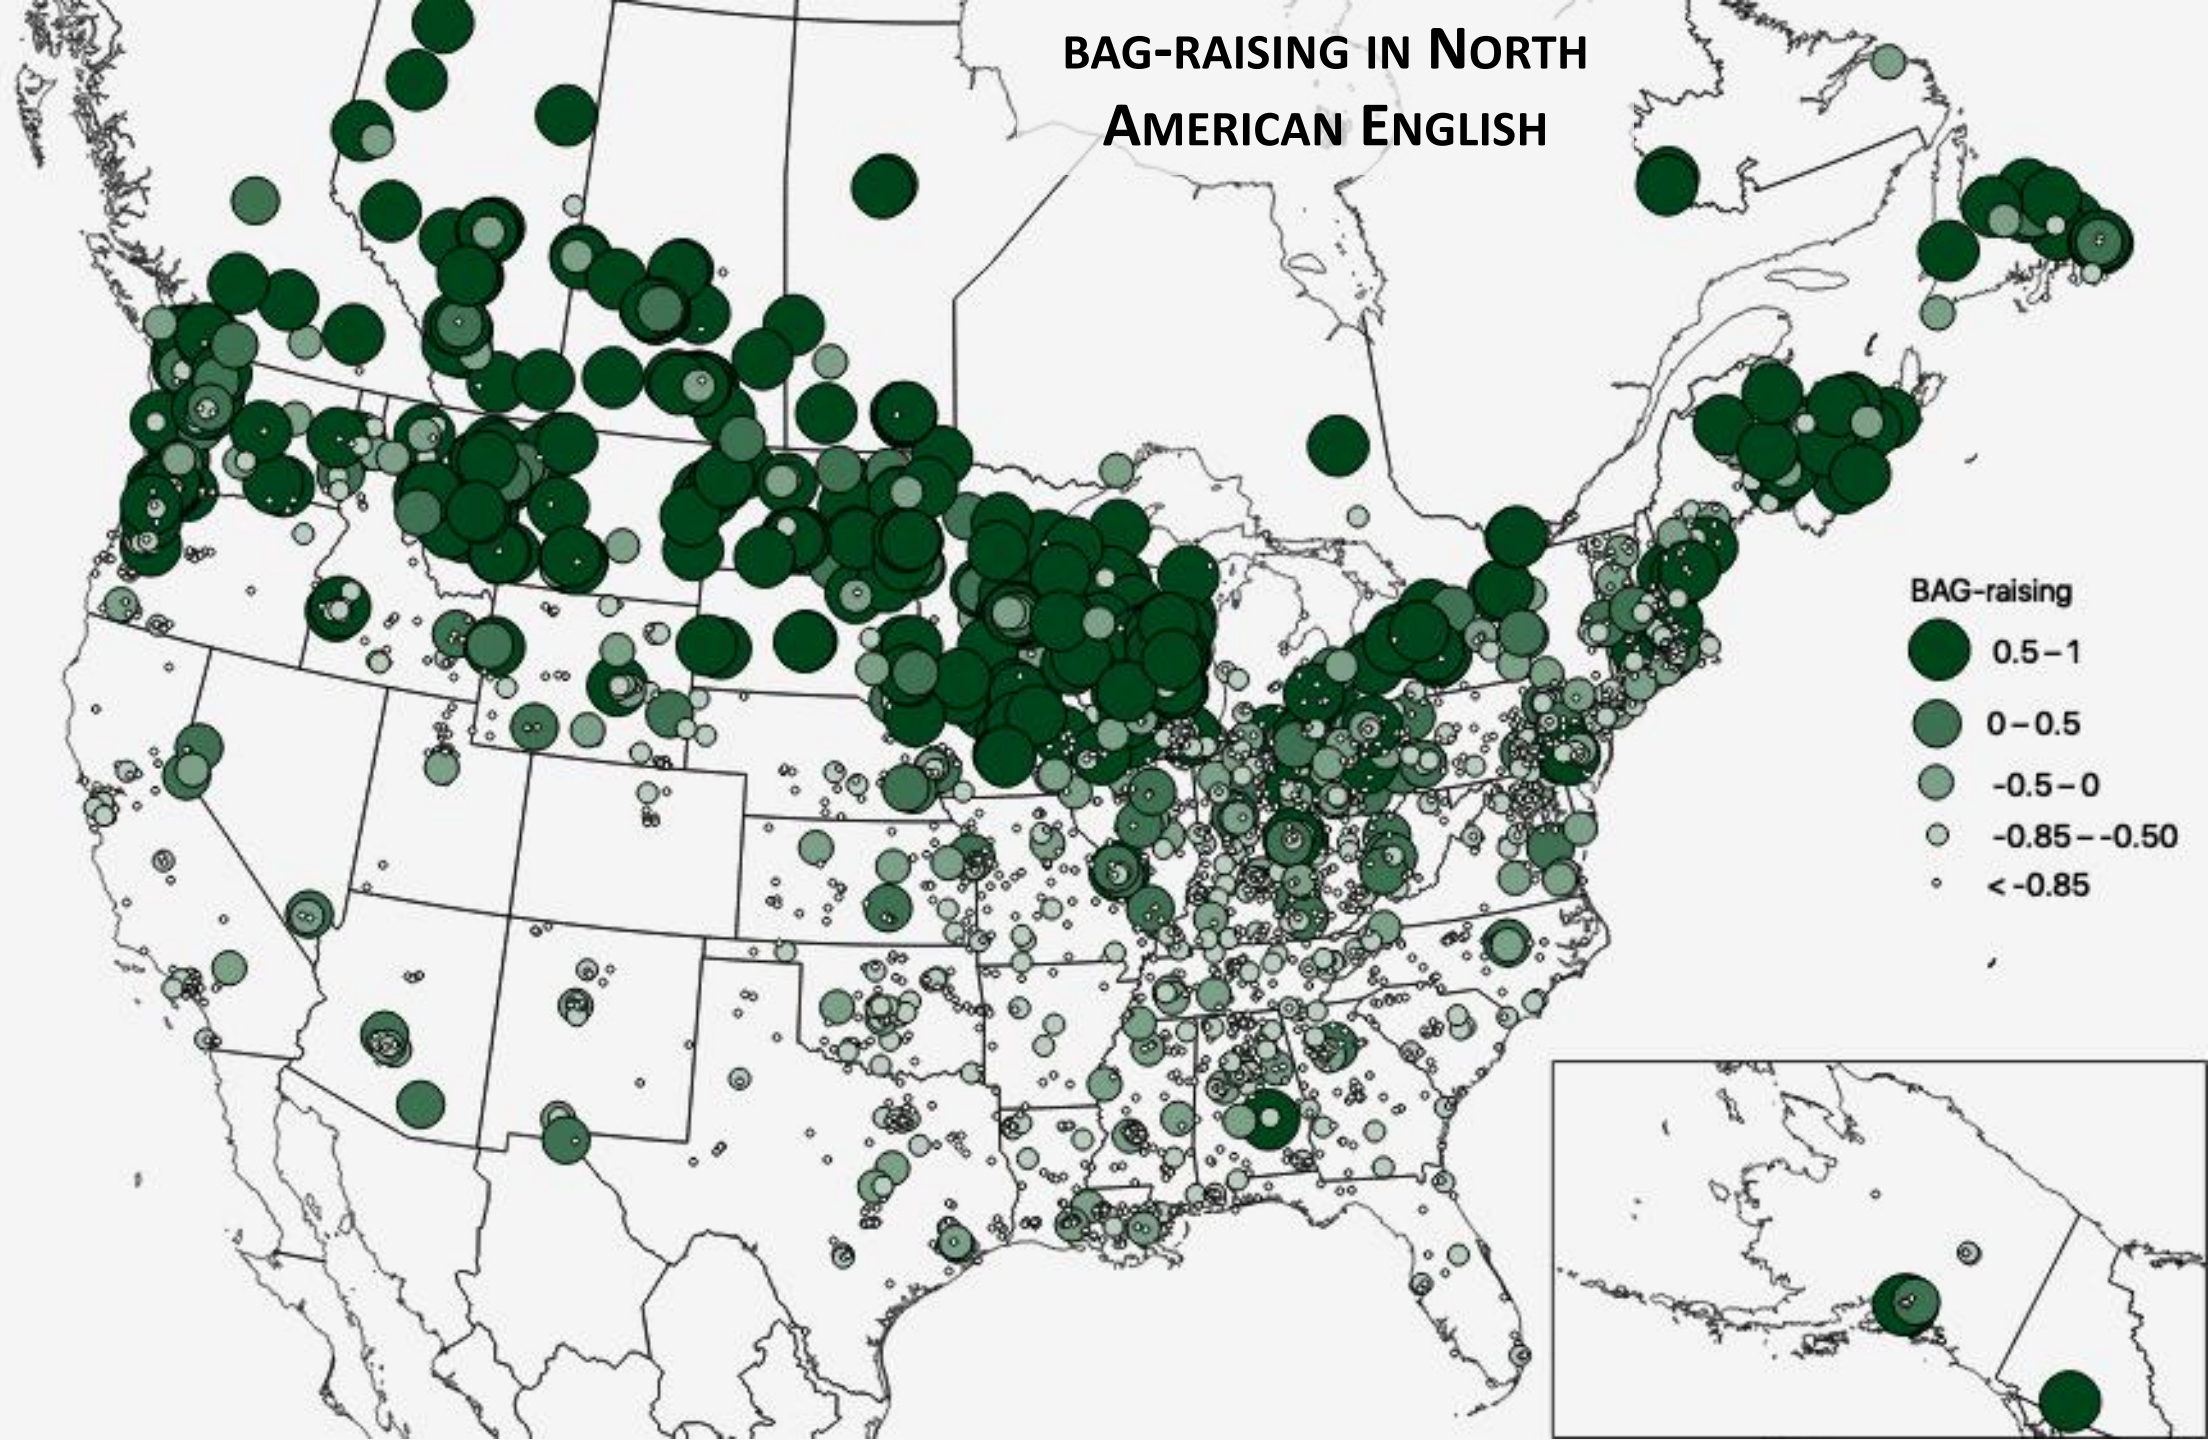 BAG-RAISING IN NORTH
AMERICAN ENGLISH
BAG-raising
0.5 – 1
0 – 0.5
-0.5 – 0
-0.85 – -0.50
< -0.85